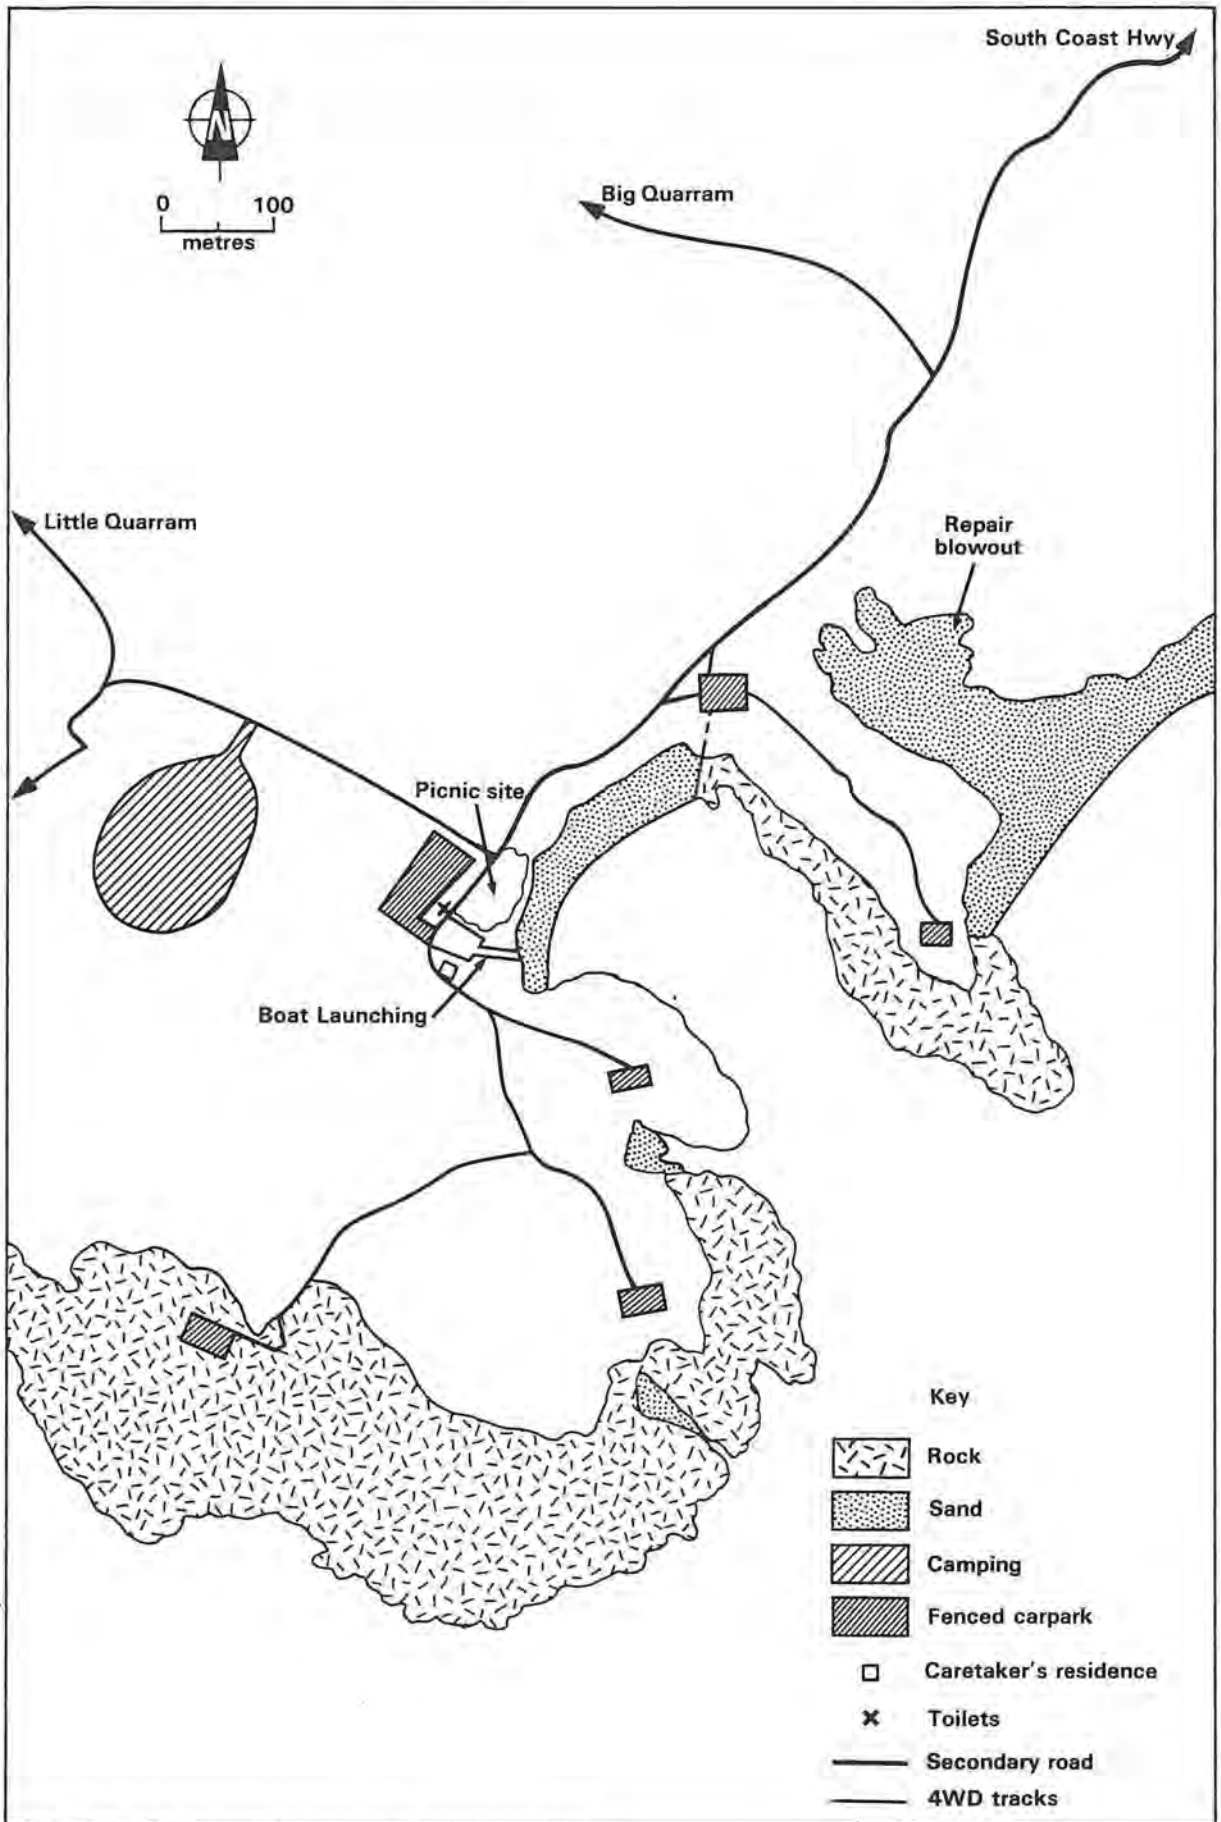 South Coast Hwy
N
0 100
metres
Big Quarram
Little Quarram
Repair
blowout
Picnic site
Boat Launching
Key
Rock
Sand
Camping
Fenced carpark
Caretaker's residence
Toilets
Secondary road
4WD tracks